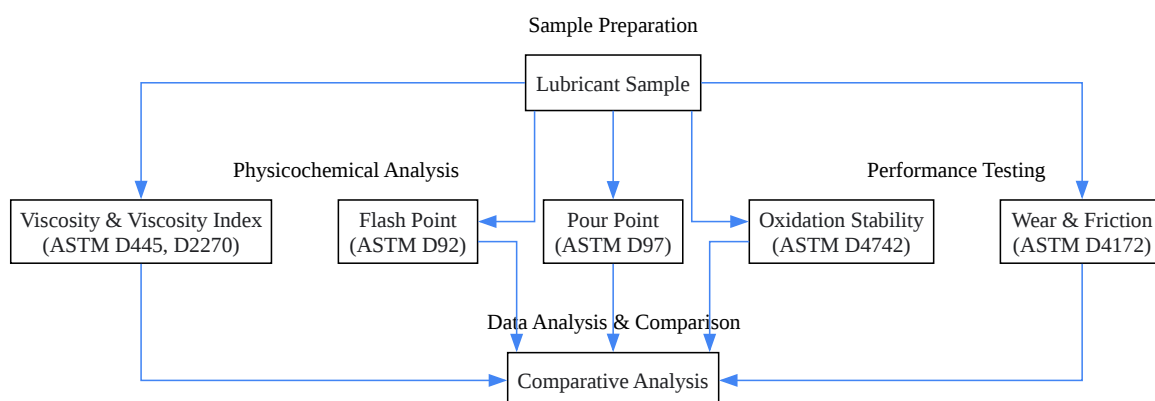 Sample Preparation
Lubricant Sample
Physicochemical Analysis
Performance Testing
Viscosity & Viscosity Index
(ASTM D445, D2270)
Flash Point
(ASTM D92)
Pour Point
(ASTM D97)
Oxidation Stability
(ASTM D4742)
Wear & Friction
(ASTM D4172)
Data Analysis & Comparison
Comparative Analysis